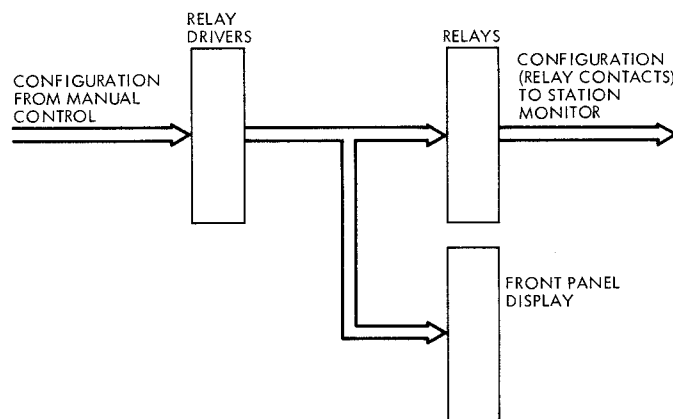 RELAY
DRIVERS
RELAYS
CONFIGURATION
FROM MANUAL
CONTROL
CONFIGURATION
(RELAY CONTACTS)
TO STATION
MONITOR
FRONT PANEL
DISPLAY